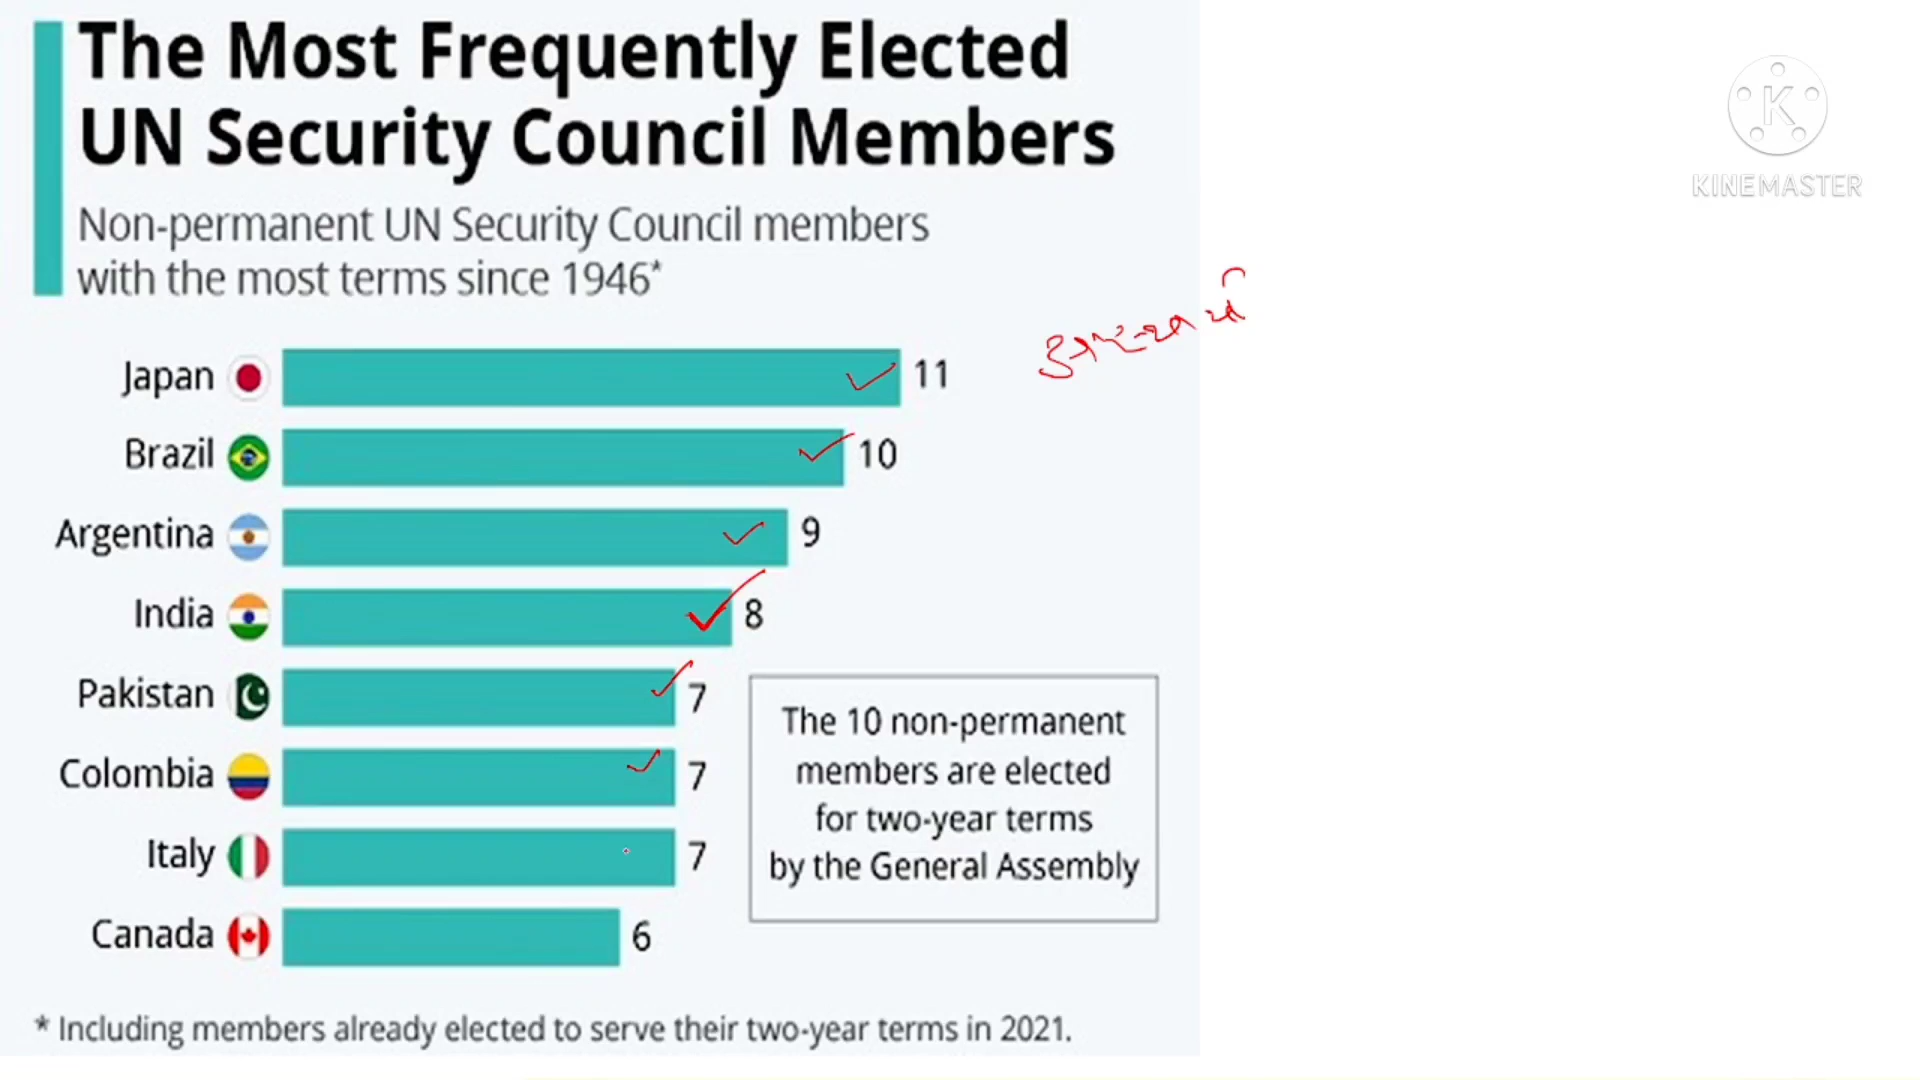 The Most Frequently Elected
UN Security Council Members
Non-permanent UN Security Council members
with the most terms since 1946*
Japan 11
Brazil 10
Argentina 9
India 8
Pakistan 7
Colombia 7
Italy 7
Canada 6
The 10 non-permanent
members are elected
for two-year terms
by the General Assembly
* Including members already elected to serve their two-year terms in 2021.
K
KINEMASTER